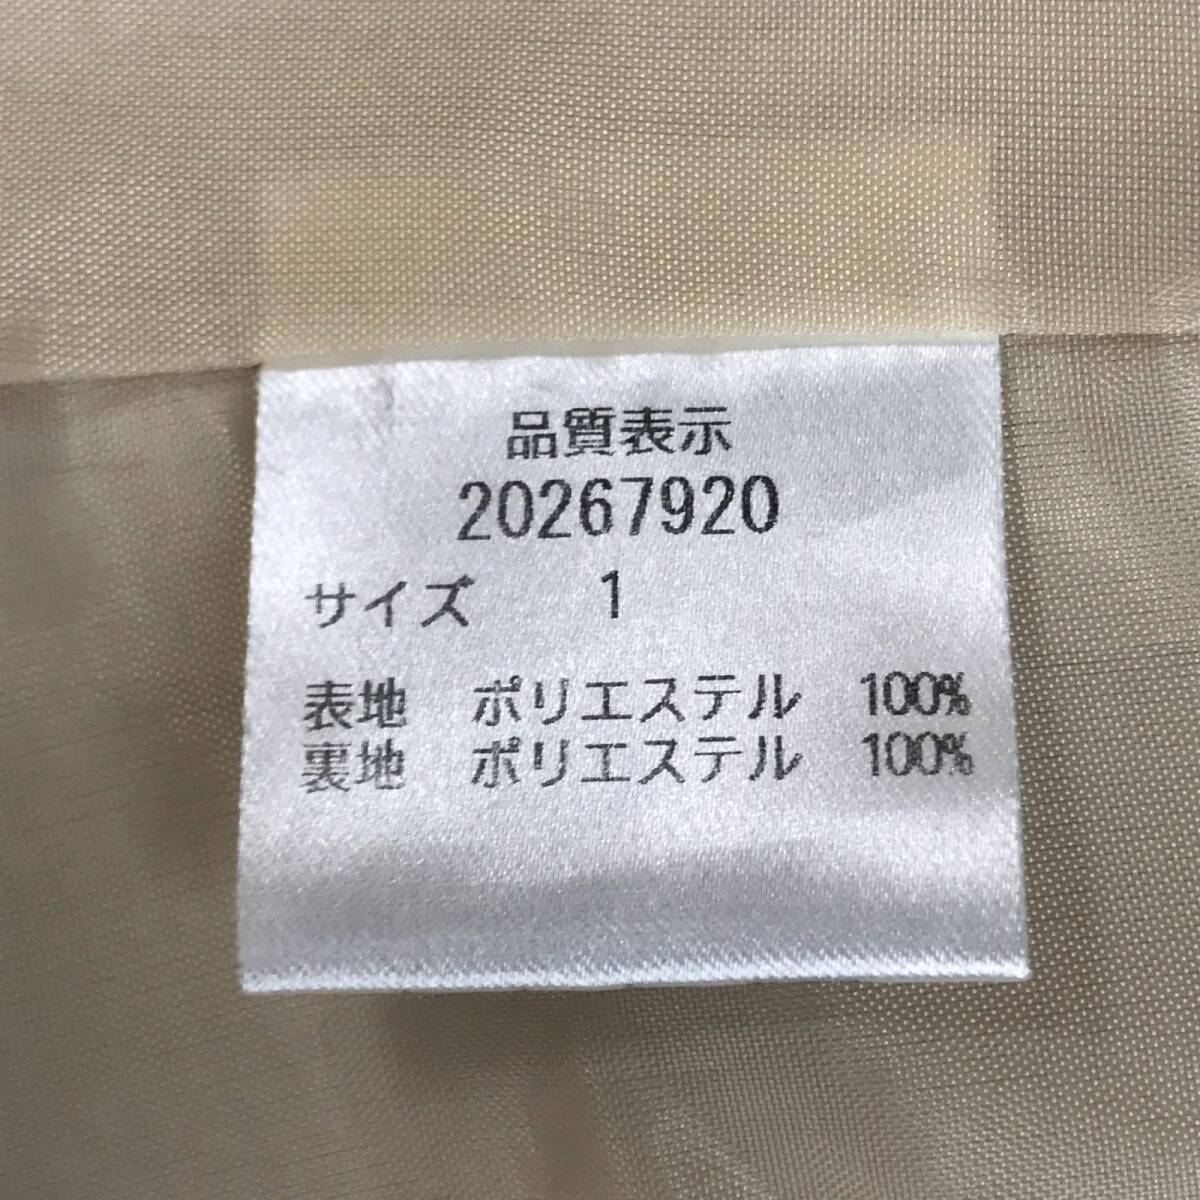 品質表示
20267920
サイズ 1
表地 ポリエステル 100%
裏地 ポリエステル 100%